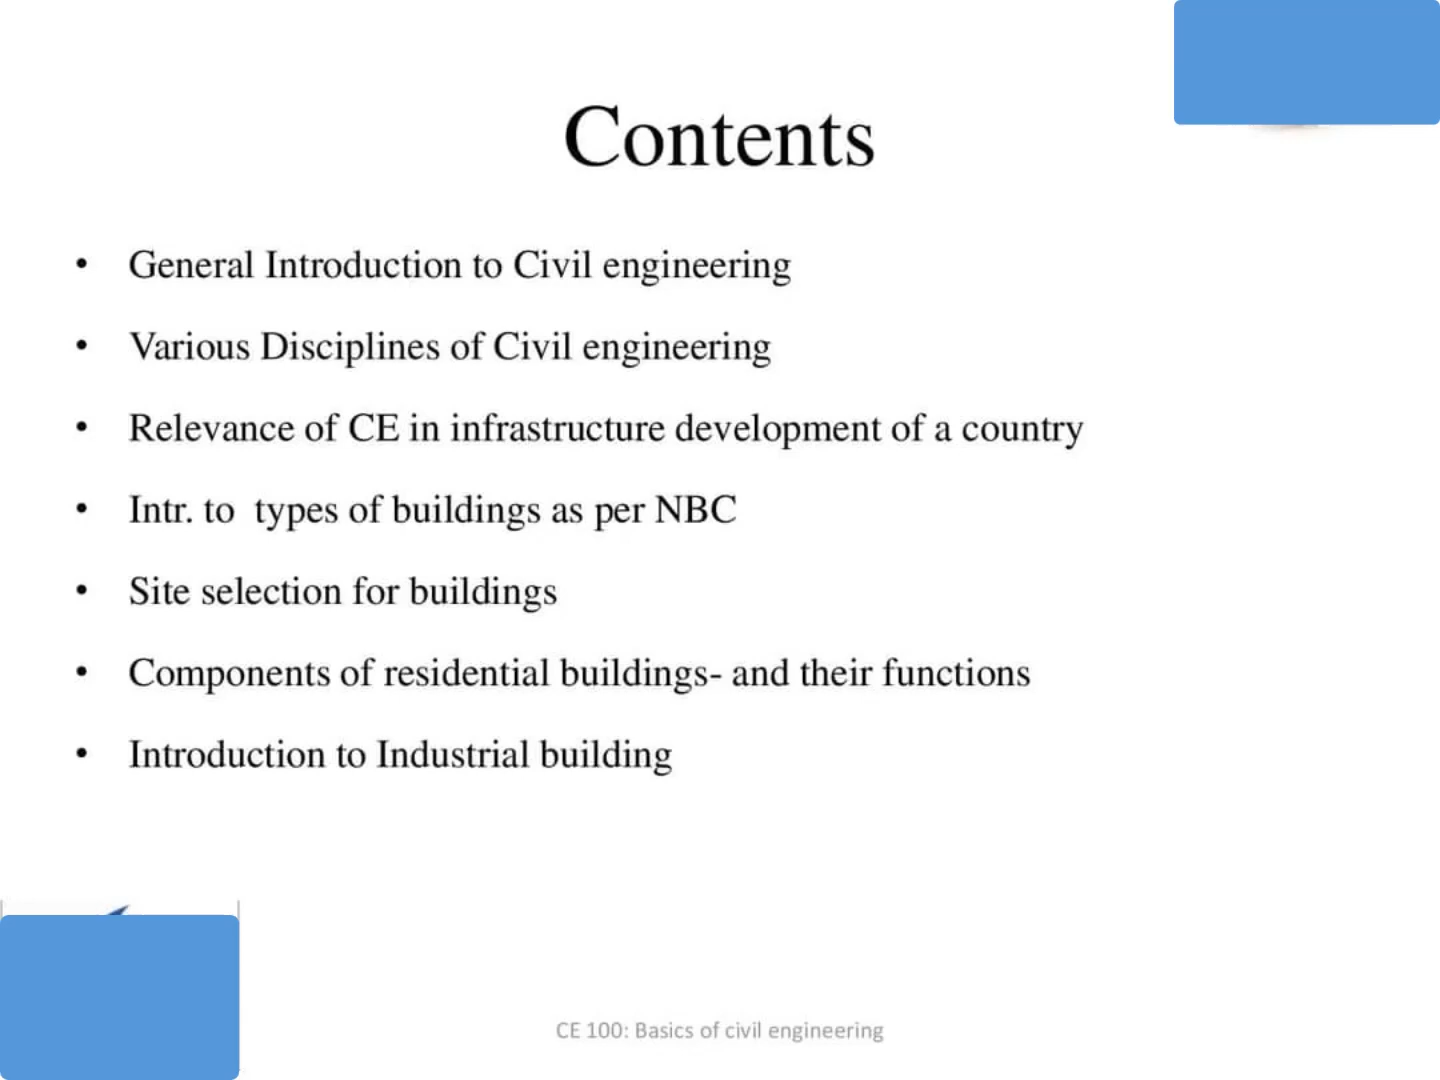 Contents
• General Introduction to Civil engineering
• Various Disciplines of Civil engineering
• Relevance of CE in infrastructure development of a country
• Intr. to  types of buildings as per NBC
• Site selection for buildings
• Components of residential buildings- and their functions
• Introduction to Industrial building
CE 100: Basics of civil engineering